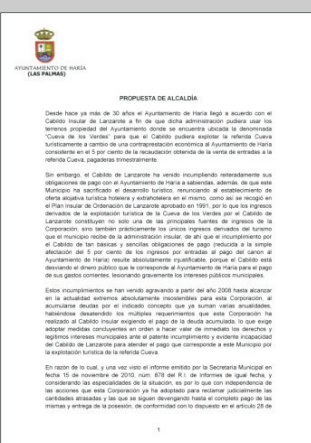 AYUNTAMIENTO DE HARÍA
(LAS PALMAS)
PROPUESTA DE ALCALDÍA
Desde hace ya más de 30 años el Ayuntamiento de Haría llegó a acuerdo con el
Cabildo Insular de Lanzarote a fin de que dicha administración pudiera usar los
terrenos propiedad del Ayuntamiento donde se encuentra ubicada la denominada
“Cueva de los Verdes” para que el Cabildo pudiera explotar la referida Cueva
turísticamente a cambio de una contraprestación económica al Ayuntamiento de Haría
consistente en el 5 por ciento de la recaudación obtenida de la venta de entradas a la
referida Cueva, pagaderas trimestralmente.
Sin embargo, el Cabildo de Lanzarote ha venido incumpliendo reiteradamente sus
obligaciones de pago con el Ayuntamiento de Haría a sabiendas, además, de que este
Municipio ha sacrificado el desarrollo turístico, renunciando al establecimiento de
oferta alojativa turística hotelera y extrahotelera en el mismo, como así se recogió en
el Plan Insular de Ordenación de Lanzarote aprobado en 1991, por lo que los ingresos
derivados de la explotación turística de la Cueva de los Verdes por el Cabildo de
Lanzarote constituyen no solo una de las principales fuentes de ingresos de la
Corporación, sino también prácticamente los únicos ingresos derivados del turismo
que el municipio recibe de la administración insular, de ahí que el incumplimiento por
el Cabildo de tan básicas y sencillas obligaciones de pago (reducida a la simple
afectación del 5 por ciento de los ingresos por entradas al pago del canon al
Ayuntamiento de Haría) resulte absolutamente injustificable, porque el Cabildo está
desviando el dinero público que le corresponde al Ayuntamiento de Haría para el pago
de sus gastos corrientes, lesionando gravemente los intereses públicos municipales.
Estos incumplimientos se han venido agravando a partir del año 2008 hasta alcanzar
en la actualidad extremos absolutamente insostenibles para esta Corporación, al
acumularse deudas por el indicado concepto que ya suman varias anualidades,
habiéndose desatendido los múltiples requerimientos que esta Corporación ha
realizado al Cabildo Insular exigiendo el pago de la deuda acumulada, lo que exige
adoptar medidas concluyentes en orden a hacer valer de inmediato los derechos y
legítimos intereses municipales ante el patente incumplimiento y evidente incapacidad
del Cabildo de Lanzarote para atender el pago que corresponde a este Municipio por
la explotación turística de la referida Cueva.
En razón de lo cual, y una vez visto el informe emitido por la Secretaría Municipal en
fecha 15 de noviembre de 2010, núm. 878 del R.I. de Informes de igual fecha, y
considerando las especialidades de la situación, es por lo que con independencia de
las acciones que esta Corporación ya ha adoptado para reclamar judicialmente las
cantidades atrasadas y las que se siguen devengando hasta el completo pago de las
mismas y entrega de la posesión, de conformidad con lo dispuesto en el artículo 28 de
1